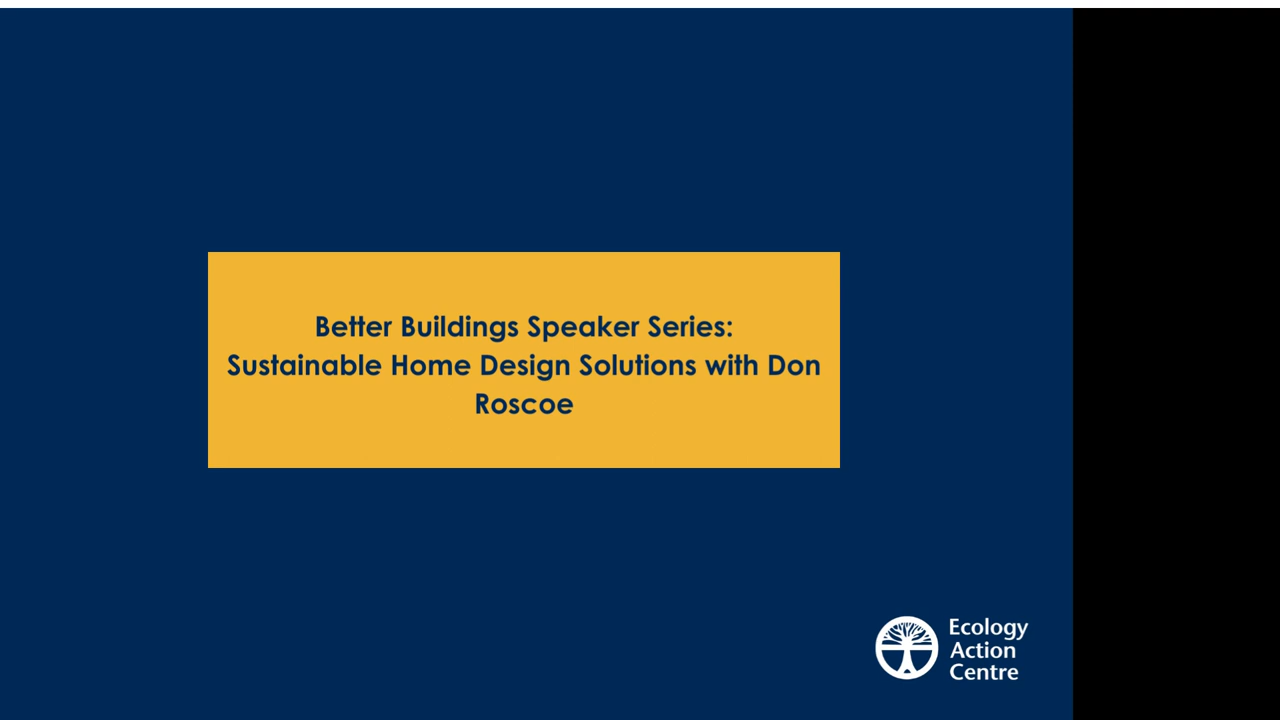 Better Buildings Speaker Series:
Sustainable Home Design Solutions with Don
Roscoe
Ecology
Action
Centre